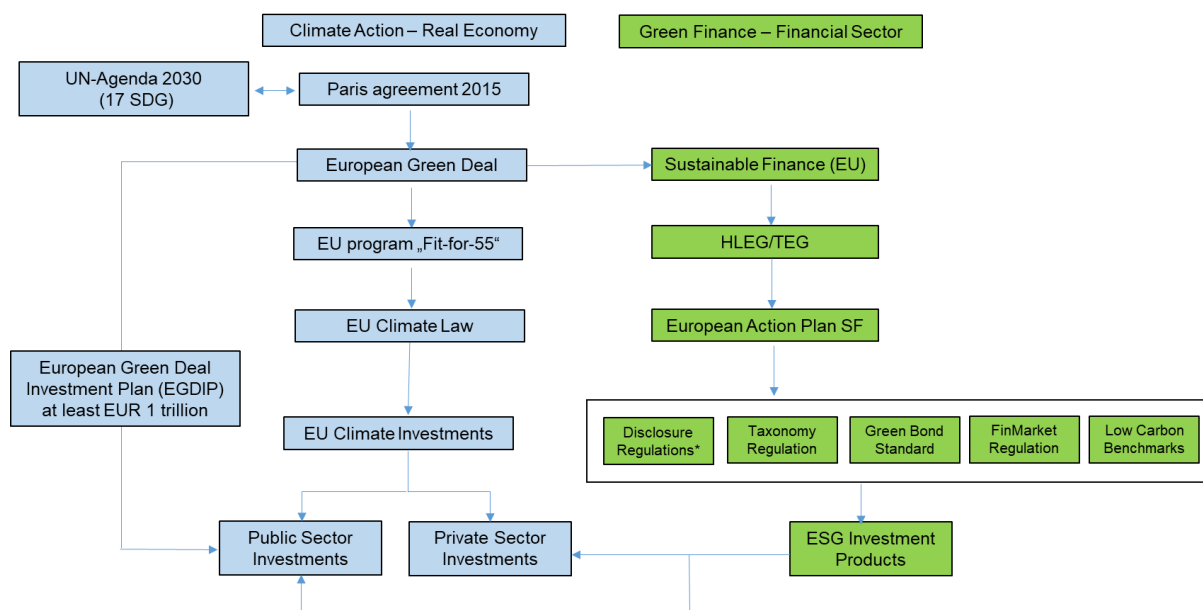 Climate Action – Real Economy
Green Finance – Financial Sector
UN-Agenda 2030
(17 SDG)
Paris agreement 2015
European Green Deal
Sustainable Finance (EU)
EU program „Fit-for-55“
HLEG/TEG
EU Climate Law
European Action Plan SF
European Green Deal
Investment Plan (EGDIP)
at least EUR 1 trillion
EU Climate Investments
Disclosure
Regulations*
Taxonomy
Regulation
Green Bond
Standard
FinMarket
Regulation
Low Carbon
Benchmarks
Public Sector
Investments
Private Sector
Investments
ESG Investment
Products